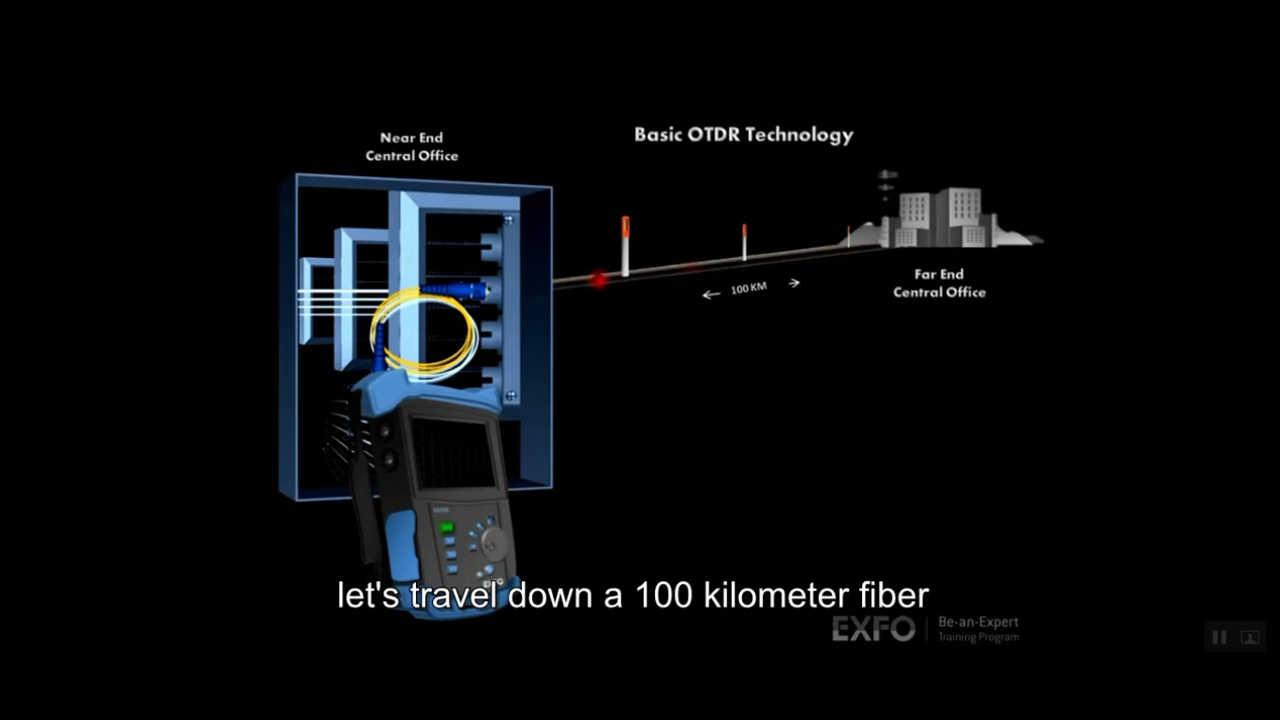 Near End
Central Office
Basic OTDR Technology
100 KM
Far End
Central Office
let's travel down a 100 kilometer fiber
EXFO
Be-an-Expert
Training Program